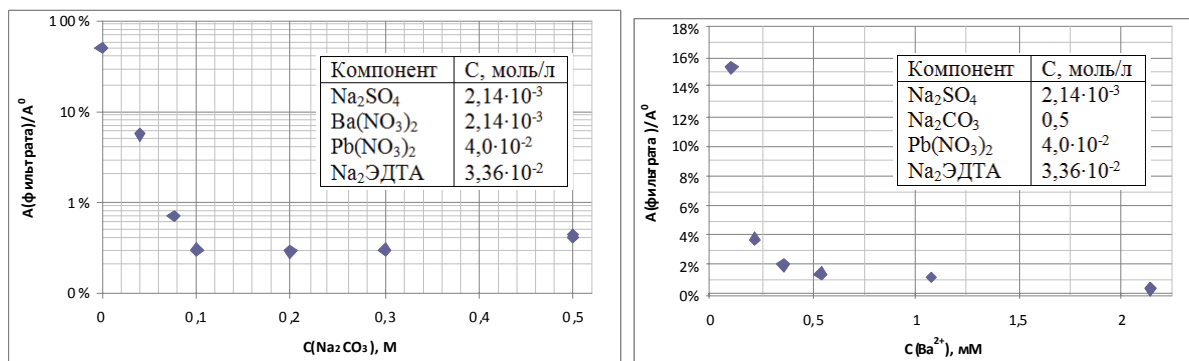 100 %
10 %
1 %
0 %
А(фильтрата)/А⁰
0
0,1
0,2
0,3
0,4
0,5
С(Na₂CO₃), М
Компонент С, моль/л
Na₂SO₄ 2,14·10⁻³
Ba(NO₃)₂ 2,14·10⁻³
Pb(NO₃)₂ 4,0·10⁻²
Na₂ЭДТА 3,36·10⁻²
18%
16%
14%
12%
10%
8%
6%
4%
2%
0%
А(фильтрата)/А⁰
0
0,5
1
1,5
2
С(Ba²⁺), мМ
Компонент С, моль/л
Na₂SO₄ 2,14·10⁻³
Na₂CO₃ 0,5
Pb(NO₃)₂ 4,0·10⁻²
Na₂ЭДТА 3,36·10⁻²